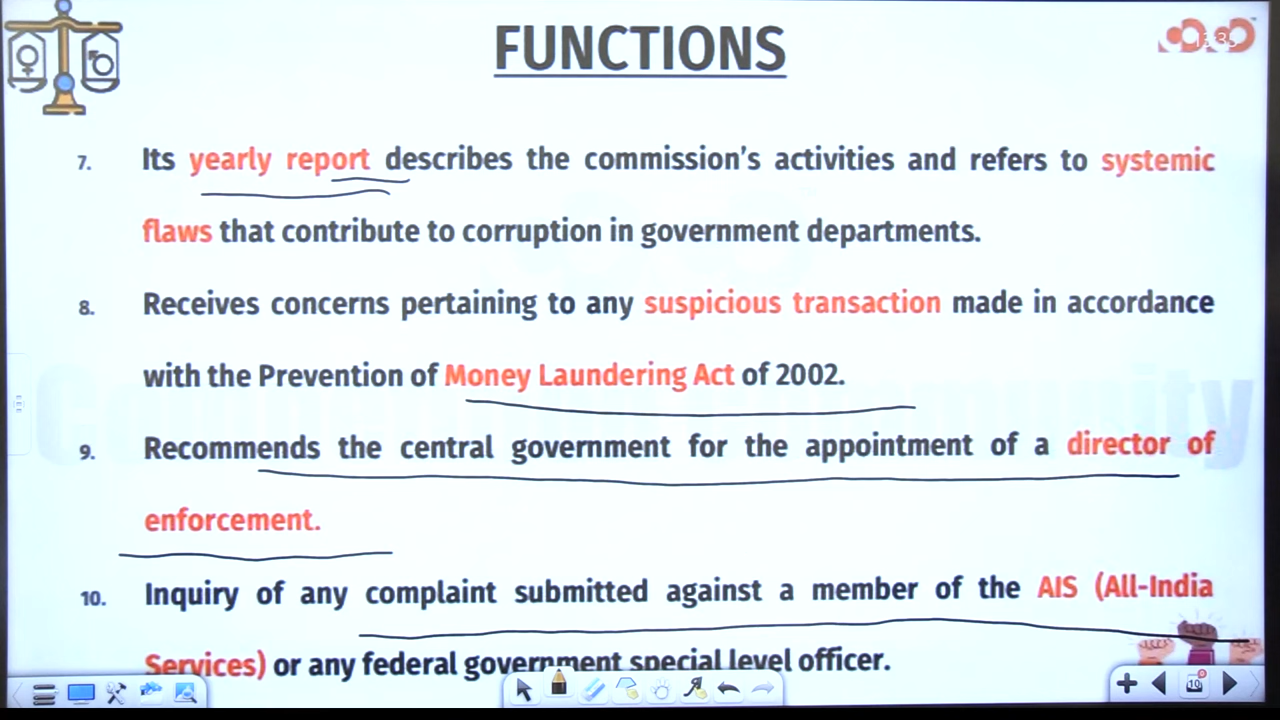 FUNCTIONS
13:35
7. Its yearly report describes the commission's activities and refers to systemic
flaws that contribute to corruption in government departments.
8. Receives concerns pertaining to any suspicious transaction made in accordance
with the Prevention of Money Laundering Act of 2002.
9. Recommends the central government for the appointment of a director of
enforcement.
10. Inquiry of any complaint submitted against a member of the AIS (All-India
Services) or any federal government special level officer.
10